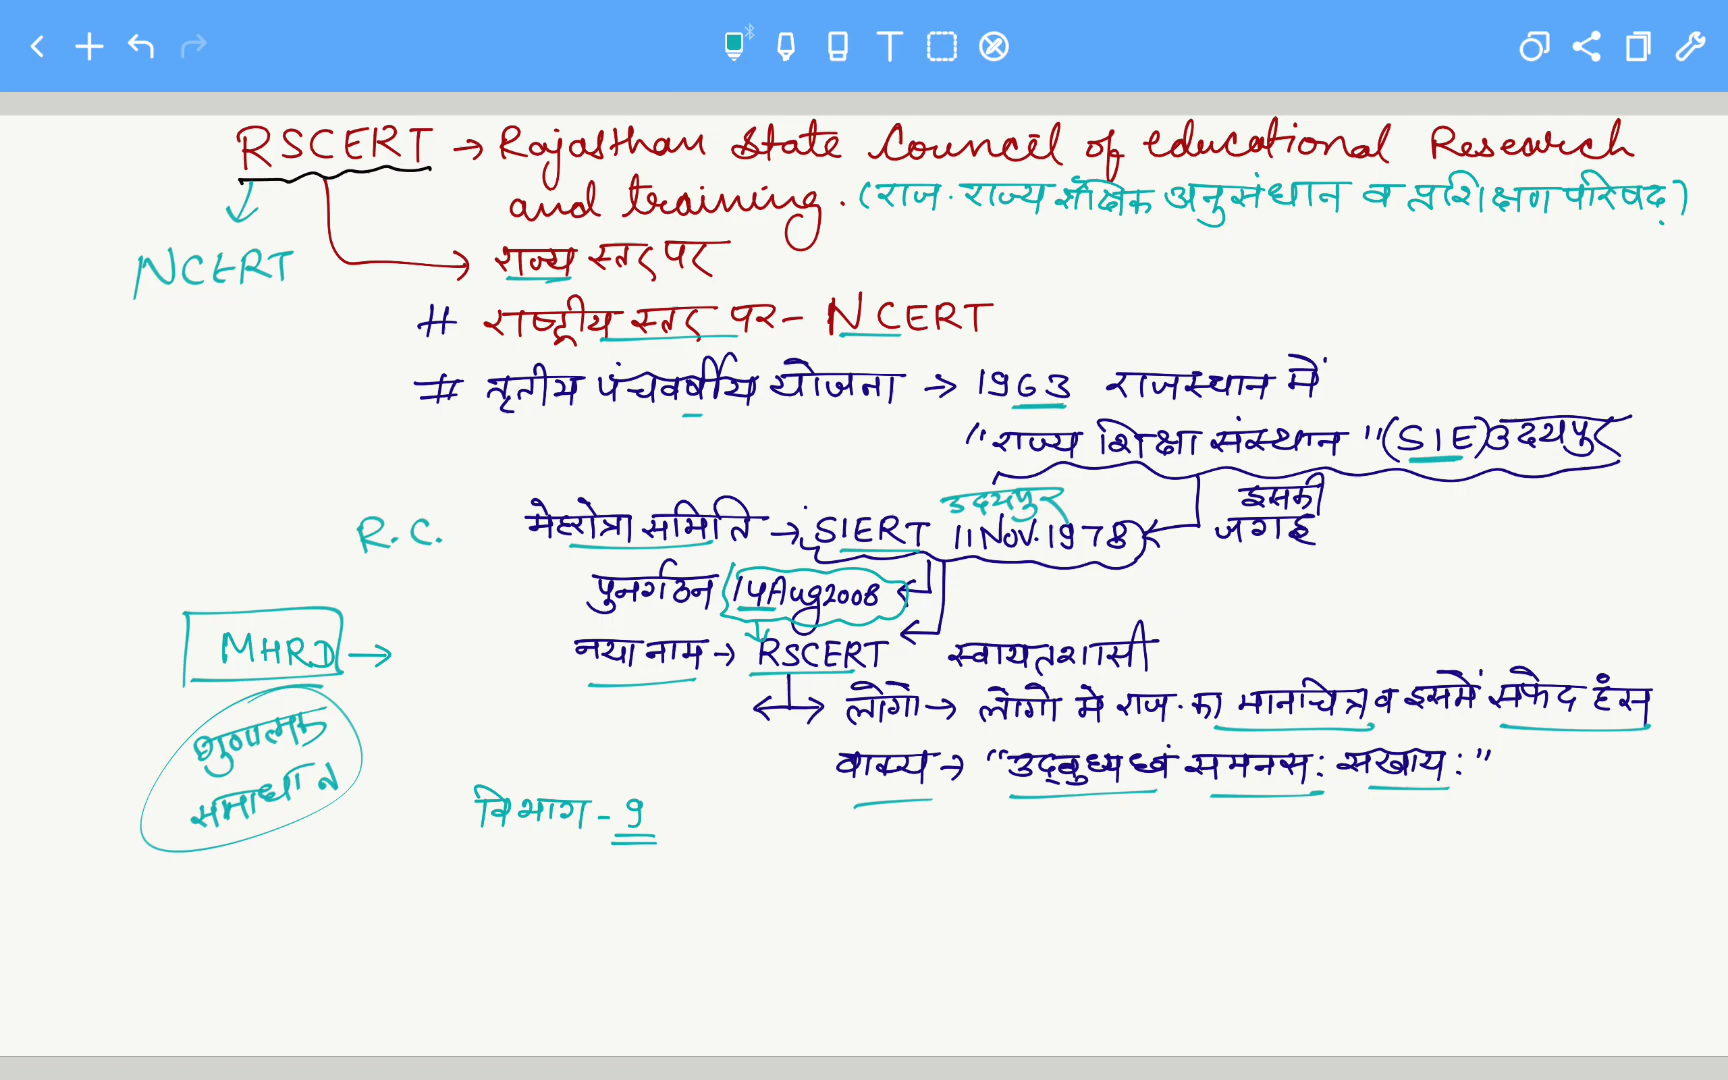 RSCERT → Rajasthan State Council of educational Research
and training. (राज. राज्य शैक्षिक अनुसंधान व प्रशिक्षण परिषद्)
NCERT
→ राज्य स्तर पर
# राष्ट्रीय स्तर पर - NCERT
# तृतीय पंचवर्षीय योजना → 1963 राजस्थान में
"राज्य शिक्षा संस्थान" (SIE) उदयपुर
उदयपुर इसकी
R.C. मेहरोत्रा समिति → SIERT 11 Nov. 1978 ← जगह
पुनर्गठन 14 Aug 2008 ←
MHRD → नया नाम → RSCERT स्वायतशासी
लोगो → लोगो मे राज. का मानचित्र व इसमें सफेद हंस
वाक्य → "उद्बुध्यध्वं समनस: सखाय:"
गुणात्मक
समाधान
विभाग - 9